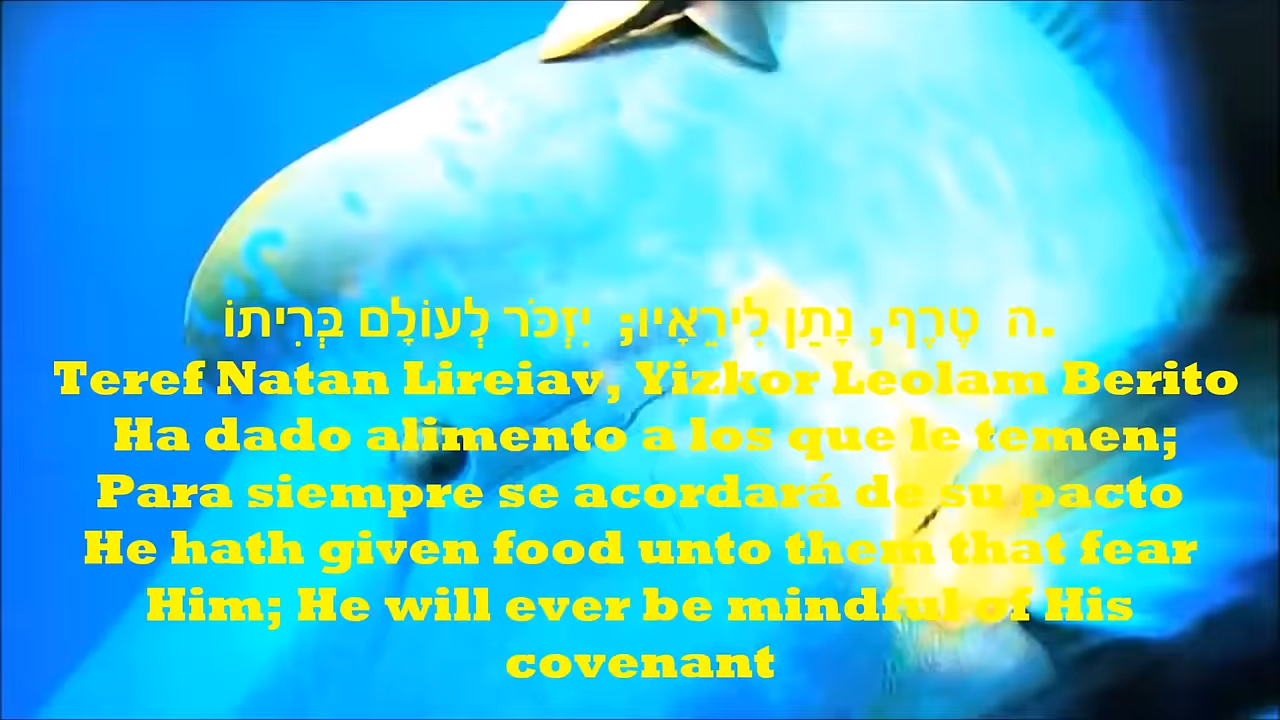 ה  טֶרֶף, נָתַן לִירֵאָיו;  יִזְכֹּר לְעוֹלָם בְּרִיתוֹ.
Teref Natan Lireiav, Yizkor Leolam Berito
Ha dado alimento a los que le temen;
Para siempre se acordará de su pacto
He hath given food unto them that fear
Him; He will ever be mindful of His
covenant